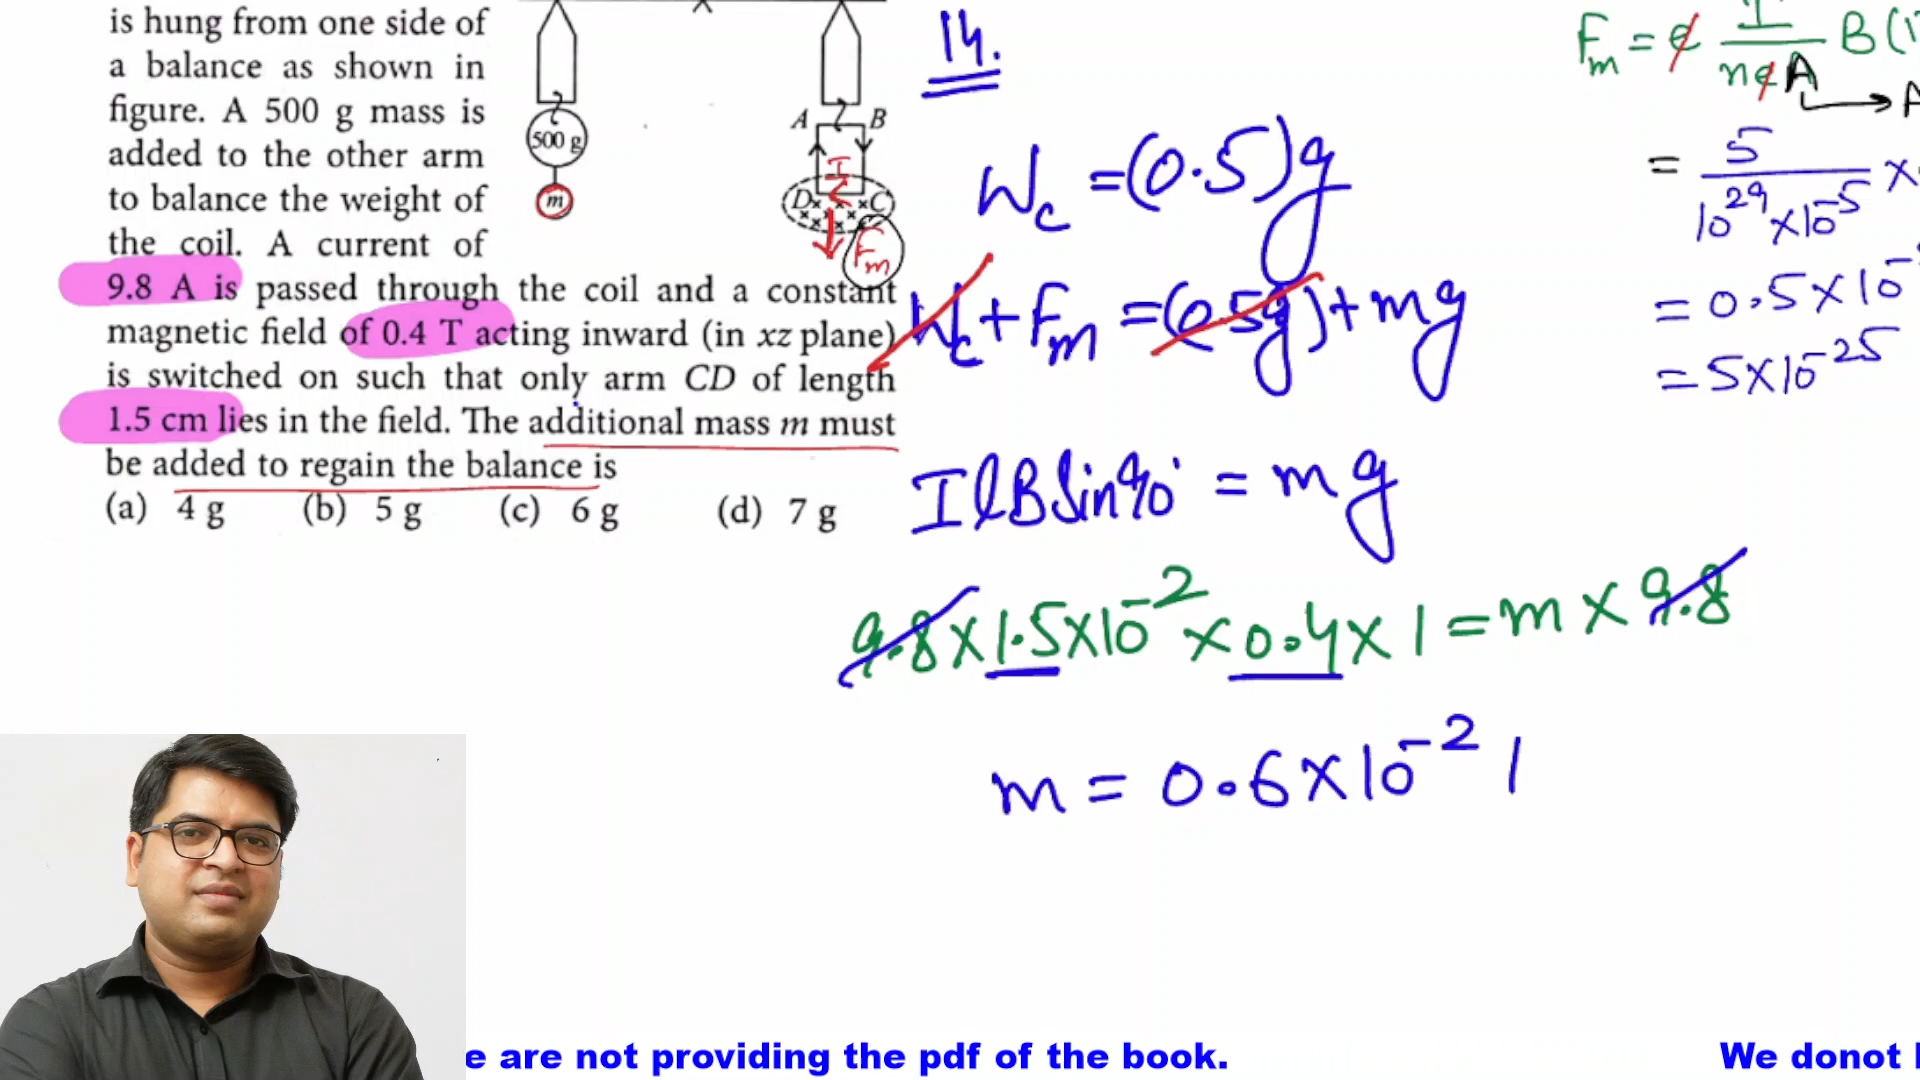 is hung from one side of
a balance as shown in
figure. A 500 g mass is
added to the other arm
to balance the weight of
the coil. A current of
9.8 A is passed through the coil and a constant
magnetic field of 0.4 T acting inward (in xz plane)
is switched on such that only arm CD of length
1.5 cm lies in the field. The additional mass m must
be added to regain the balance is
(a) 4 g (b) 5 g (c) 6 g (d) 7 g
500 g
m
A B
I
D C
Fm
14.
Wc = (0.5)g
Wc + Fm = (0.5g) + mg
IlB Sin90° = mg
9.8 × 1.5 × 10⁻² × 0.4 × 1 = m × 9.8
m = 0.6 × 10⁻²
Fm = e I/neA B(
= 5/10²⁹ × 10⁻⁵ ×
= 0.5 × 10⁻
= 5 × 10⁻²⁵
e are not providing the pdf of the book.
We donot